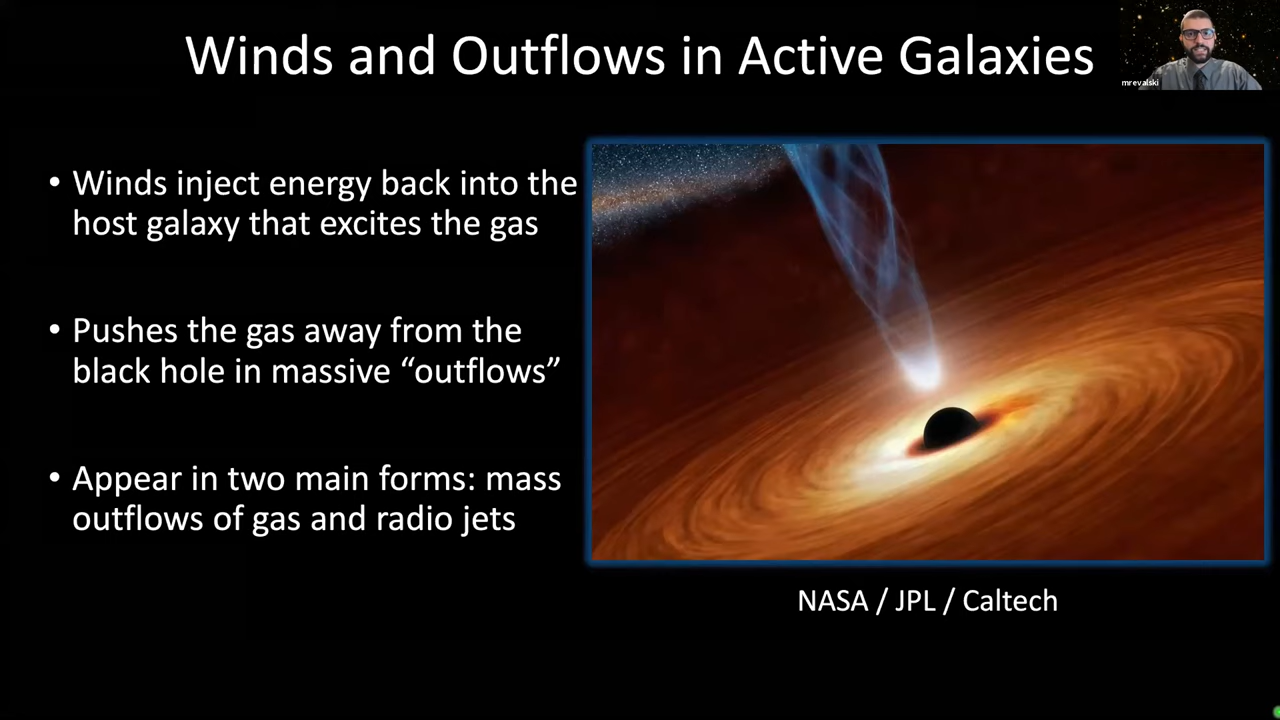 Winds and Outflows in Active Galaxies
mrevalski
• Winds inject energy back into the
host galaxy that excites the gas
• Pushes the gas away from the
black hole in massive “outflows”
• Appear in two main forms: mass
outflows of gas and radio jets
NASA / JPL / Caltech